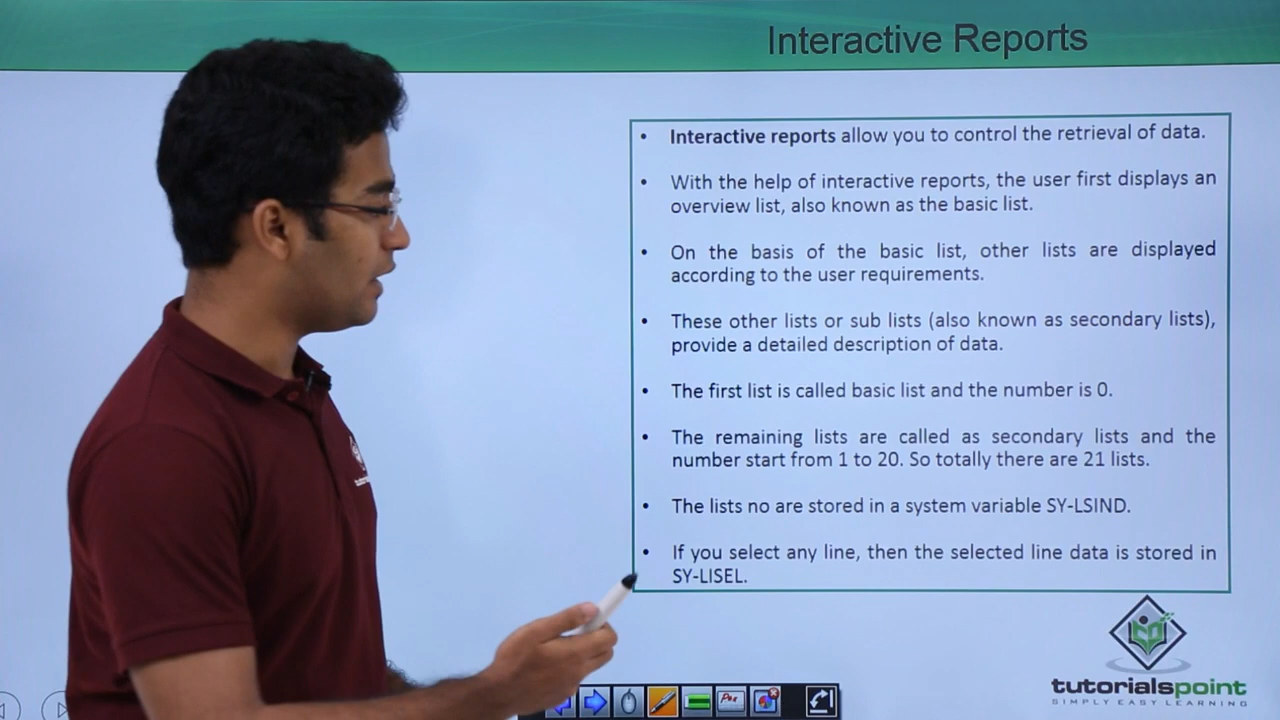 Interactive Reports
• Interactive reports allow you to control the retrieval of data.
• With the help of interactive reports, the user first displays an
overview list, also known as the basic list.
• On the basis of the basic list, other lists are displayed
according to the user requirements.
• These other lists or sub lists (also known as secondary lists),
provide a detailed description of data.
• The first list is called basic list and the number is 0.
• The remaining lists are called as secondary lists and the
number start from 1 to 20. So totally there are 21 lists.
• The lists no are stored in a system variable SY-LSIND.
• If you select any line, then the selected line data is stored in
SY-LISEL.
tutorialspoint
SIMPLY EASY LEARNING